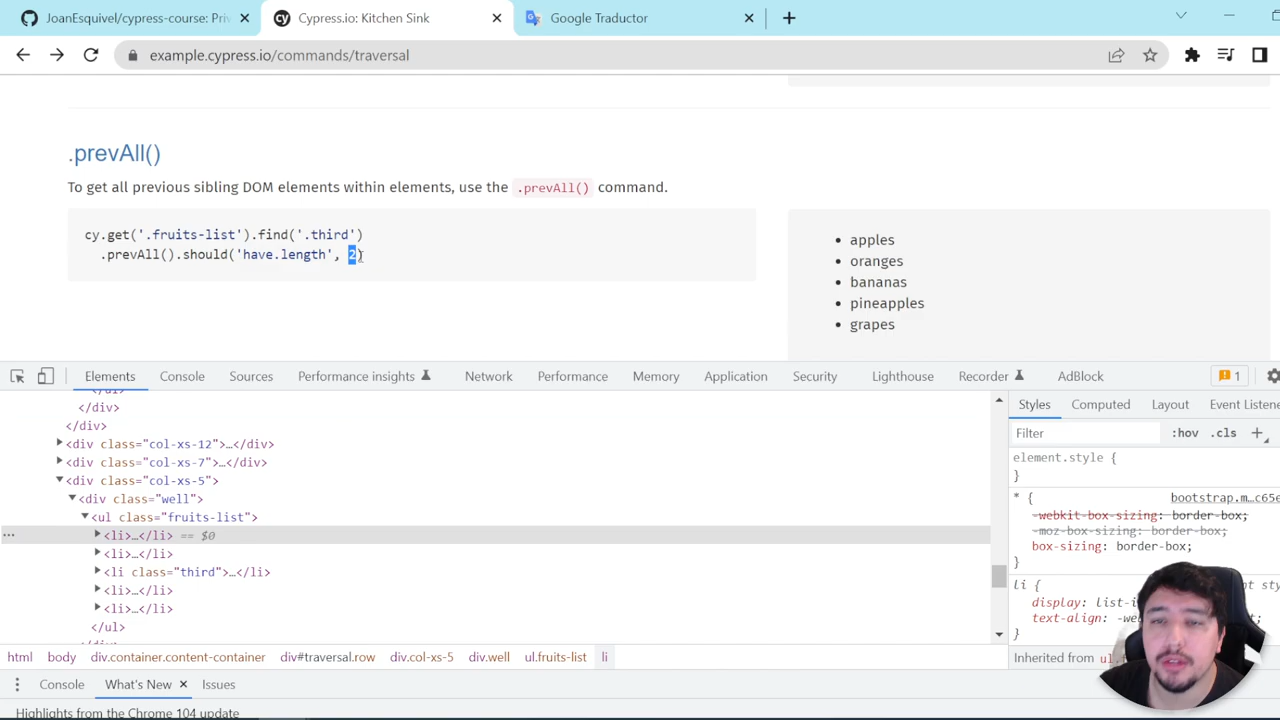 JoanEsquivel/cypress-course: Pri
Cypress.io: Kitchen Sink
Google Traductor
example.cypress.io/commands/traversal
.prevAll()
To get all previous sibling DOM elements within elements, use the .prevAll() command.
cy.get('.fruits-list').find('.third')
.prevAll().should('have.length', 2)
apples
oranges
bananas
pineapples
grapes
Elements Console Sources Performance insights Network Performance Memory Application Security Lighthouse Recorder AdBlock 1
</div>
</div>
<div class="col-xs-12">…</div>
<div class="col-xs-7">…</div>
<div class="col-xs-5">
<div class="well">
<ul class="fruits-list">
<li>…</li> == $0
<li>…</li>
<li class="third">…</li>
<li>…</li>
<li>…</li>
</ul>
html body div.container.content-container div#traversal.row div.col-xs-5 div.well ul.fruits-list li
Styles Computed Layout Event Listene
Filter :hov .cls
element.style {
}
* { bootstrap.m…c65e
-webkit-box-sizing: border-box;
-moz-box-sizing: border-box;
box-sizing: border-box;
}
li {
display: list-i
text-align: -we
}
Inherited from ul.f
Console What's New Issues
Highlights from the Chrome 104 update